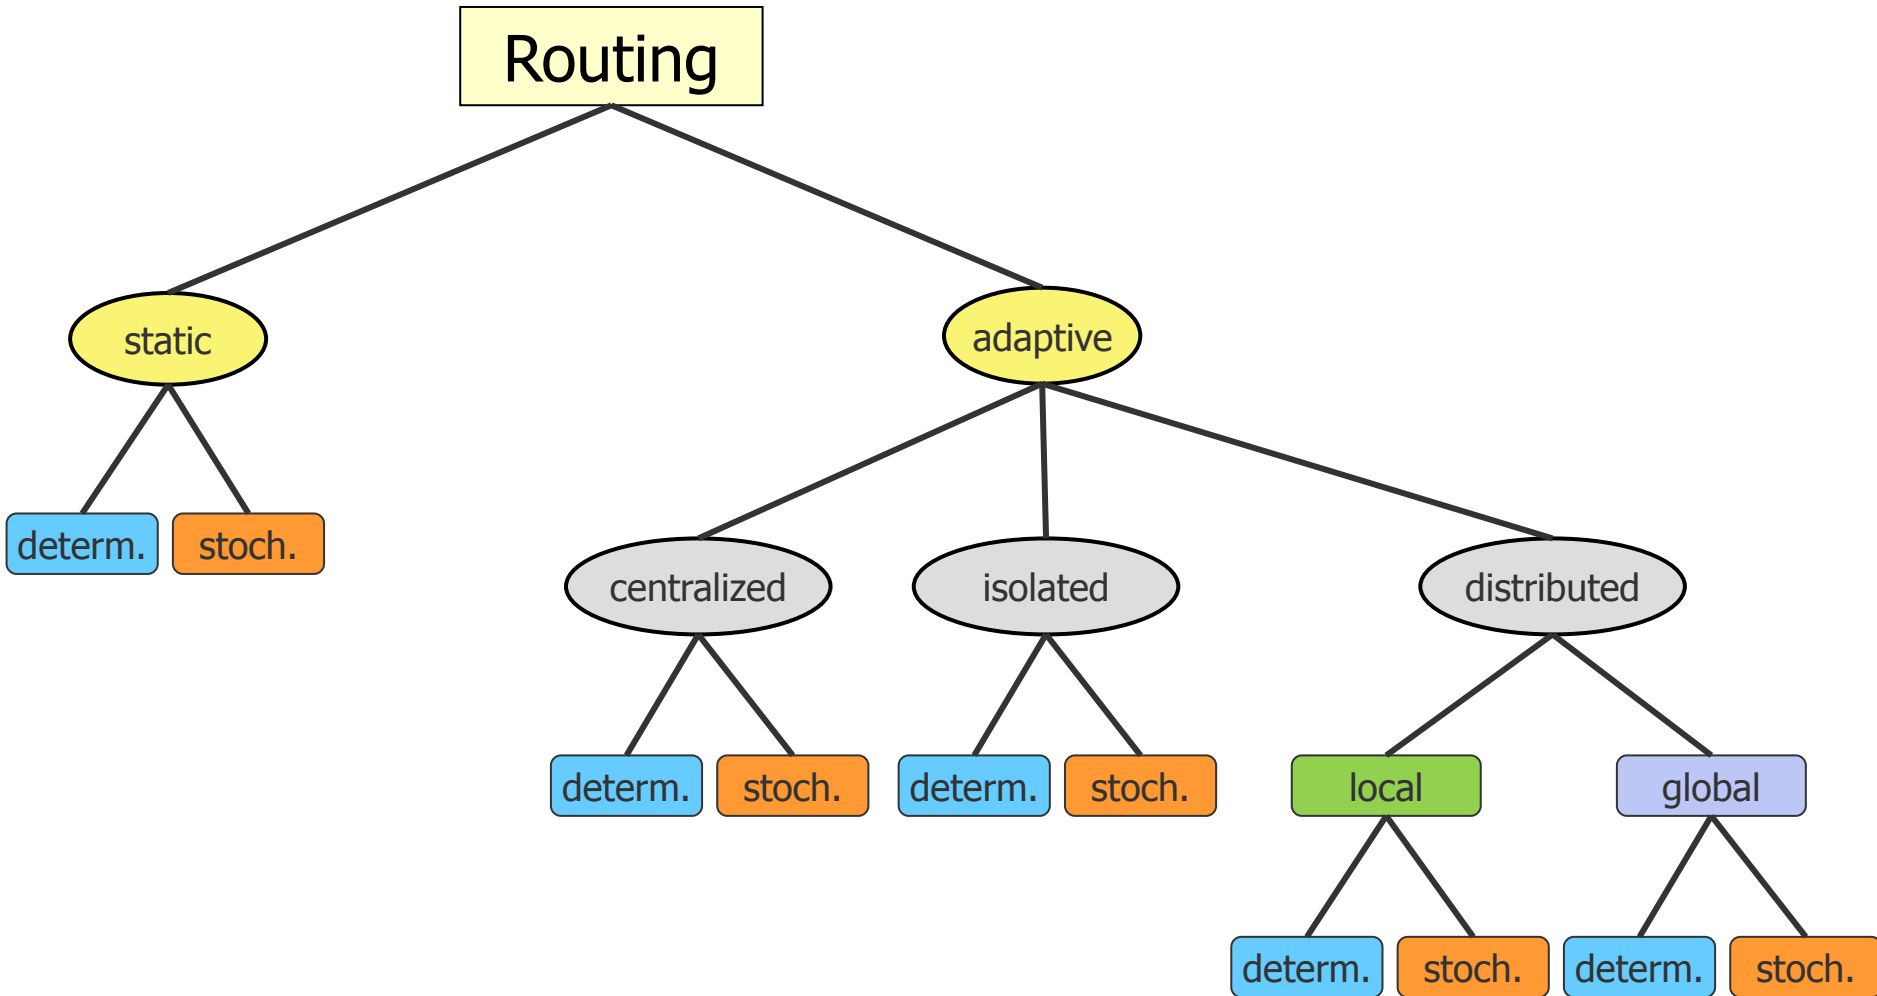 Routing
static
adaptive
determ.
stoch.
centralized
isolated
distributed
determ.
stoch.
determ.
stoch.
local
global
determ.
stoch.
determ.
stoch.